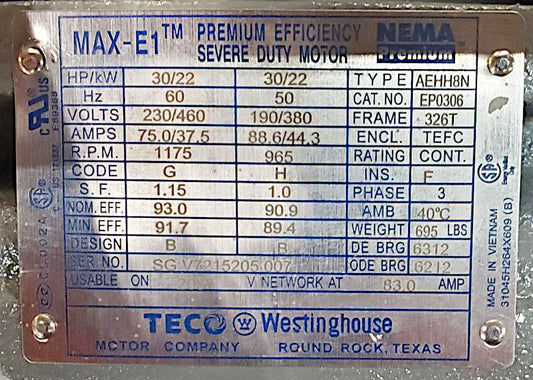 MAX-E1™ PREMIUM EFFICIENCY
SEVERE DUTY MOTOR
NEMA
Premium™
HP/kW 30/22 30/22 TYPE AEHH8N
Hz 60 50 CAT. NO. EP0306
VOLTS 230/460 190/380 FRAME 326T
AMPS 75.0/37.5 88.6/44.3 ENCL. TEFC
R.P.M. 1175 965 RATING CONT.
CODE G H INS. F
S.F. 1.15 1.0 PHASE 3
NOM.EFF. 93.0 90.9 AMB 40°C
MIN.EFF. 91.7 89.4 WEIGHT 695 LBS
DESIGN B B DE BRG 6312
SER.NO. SG V7215205 007 ODE BRG 6212
USABLE ON V NETWORK AT 83.0 AMP
TECO Westinghouse
MOTOR COMPANY ROUND ROCK, TEXAS
US
MADE IN VIETNAM
31045H264X609 (B)